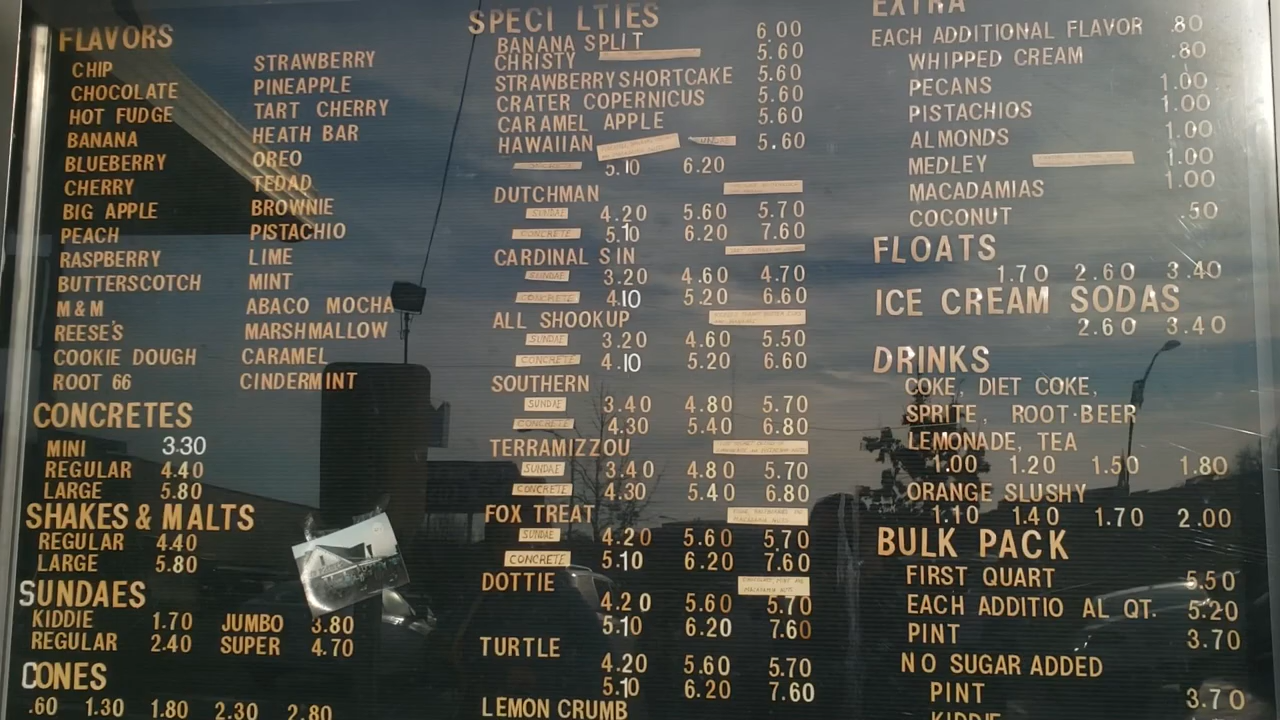 FLAVORS
CHIP
CHOCOLATE
HOT FUDGE
BANANA
BLUEBERRY
CHERRY
BIG APPLE
PEACH
RASPBERRY
BUTTERSCOTCH
M & M
REESE'S
COOKIE DOUGH
ROOT 66
STRAWBERRY
PINEAPPLE
TART CHERRY
HEATH BAR
OREO
TEDAD
BROWNIE
PISTACHIO
LIME
MINT
ABACO MOCHA
MARSHMALLOW
CARAMEL
CINDERMINT
CONCRETES
MINI 3.30
REGULAR 4.40
LARGE 5.80
SHAKES & MALTS
REGULAR 4.40
LARGE 5.80
SUNDAES
KIDDIE 1.70 JUMBO 3.80
REGULAR 2.40 SUPER 4.70
CONES
.60 1.30 1.80 2.30 2.80
SPECI LTIES
BANANA SPLIT 6.00
CHRISTY 5.60
STRAWBERRY SHORTCAKE 5.60
CRATER COPERNICUS 5.60
CARAMEL APPLE 5.60
HAWAIIAN 5.60
5.10 6.20
DUTCHMAN
SUNDAE 4.20 5.60 5.70
CONCRETE 5.10 6.20 7.60
CARDINAL SIN
SUNDAE 3.20 4.60 4.70
CONCRETE 4.10 5.20 6.60
ALL SHOOKUP
SUNDAE 3.20 4.60 5.50
CONCRETE 4.10 5.20 6.60
SOUTHERN
SUNDAE 3.40 4.80 5.70
CONCRETE 4.30 5.40 6.80
TERRAMIZZOU
SUNDAE 3.40 4.80 5.70
CONCRETE 4.30 5.40 6.80
FOX TREAT
SUNDAE 4.20 5.60 5.70
CONCRETE 5.10 6.20 7.60
DOTTIE
4.20 5.60 5.70
5.10 6.20 7.60
TURTLE
4.20 5.60 5.70
5.10 6.20 7.60
LEMON CRUMB
EXTRA
EACH ADDITIONAL FLAVOR .80
WHIPPED CREAM .80
PECANS 1.00
PISTACHIOS 1.00
ALMONDS 1.00
MEDLEY 1.00
MACADAMIAS 1.00
COCONUT .50
FLOATS
1.70 2.60 3.40
ICE CREAM SODAS
2.60 3.40
DRINKS
COKE, DIET COKE,
SPRITE, ROOT-BEER
LEMONADE, TEA
1.00 1.20 1.50 1.80
ORANGE SLUSHY
1.10 1.40 1.70 2.00
BULK PACK
FIRST QUART 5.50
EACH ADDITIO AL QT. 5.20
PINT 3.70
NO SUGAR ADDED
PINT 3.70
KIDDIE